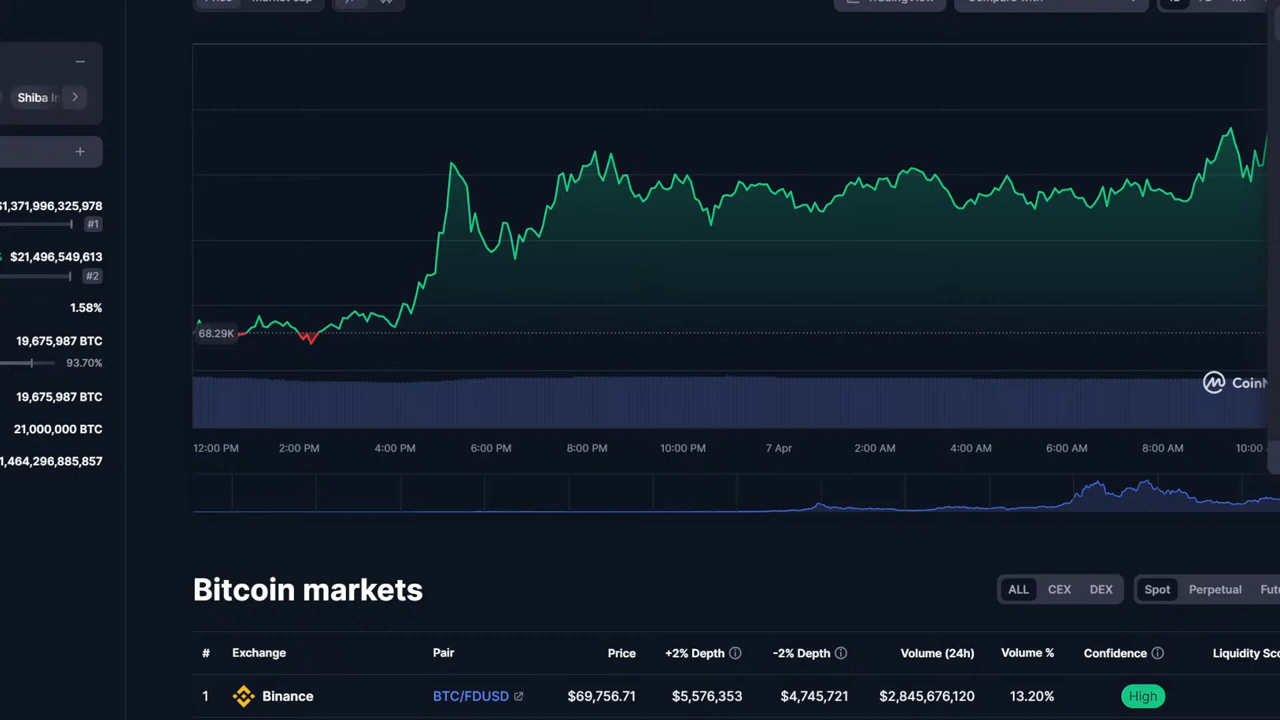 Shiba In
$1,371,996,325,978
#1
$21,496,549,613
#2
1.58%
19,675,987 BTC
93.70%
19,675,987 BTC
21,000,000 BTC
1,464,296,885,857
68.29K
CoinM
12:00 PM 2:00 PM 4:00 PM 6:00 PM 8:00 PM 10:00 PM 7 Apr 2:00 AM 4:00 AM 6:00 AM 8:00 AM 10:00
Bitcoin markets
ALL CEX DEX Spot Perpetual Futu
# Exchange Pair Price +2% Depth -2% Depth Volume (24h) Volume % Confidence Liquidity Sco
1 Binance BTC/FDUSD $69,756.71 $5,576,353 $4,745,721 $2,845,676,120 13.20% High